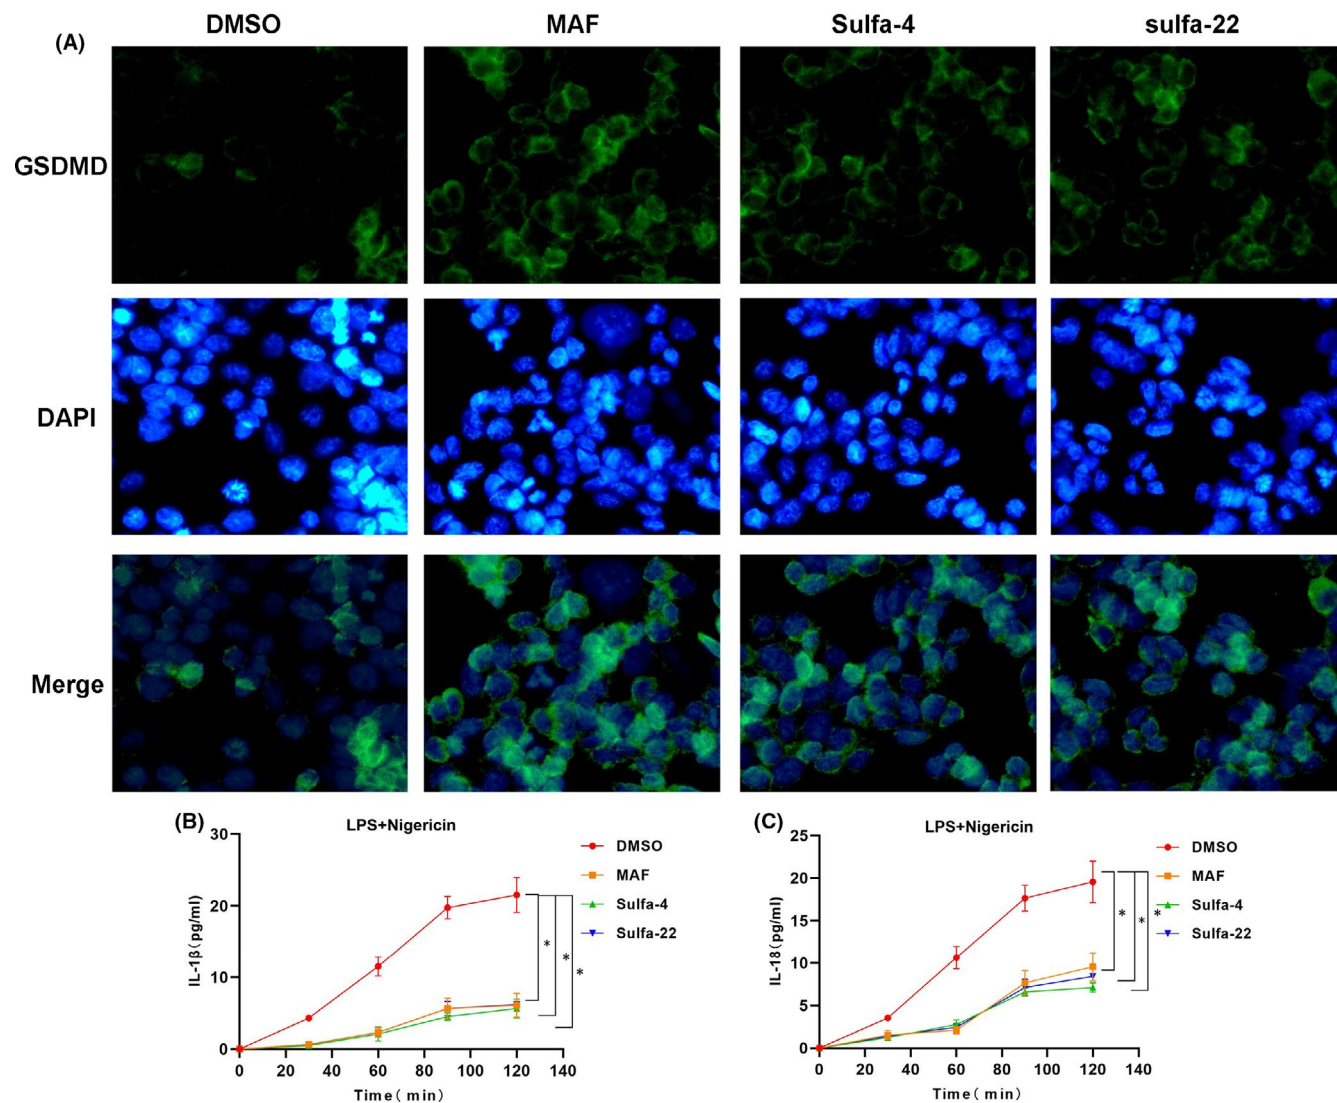 DMSO MAF Sulfa-4 sulfa-22
(A)
GSDMD
DAPI
Merge
(B)
LPS+Nigericin
IL-1β(pg/ml)
30
20
10
0
0 20 40 60 80 100 120 140
Time( min)
DMSO
MAF
Sulfa-4
Sulfa-22
*
*
*
(C)
LPS+Nigericin
IL-18(pg/ml)
25
20
15
10
5
0
0 20 40 60 80 100 120 140
Time( min)
DMSO
MAF
Sulfa-4
Sulfa-22
*
*
*